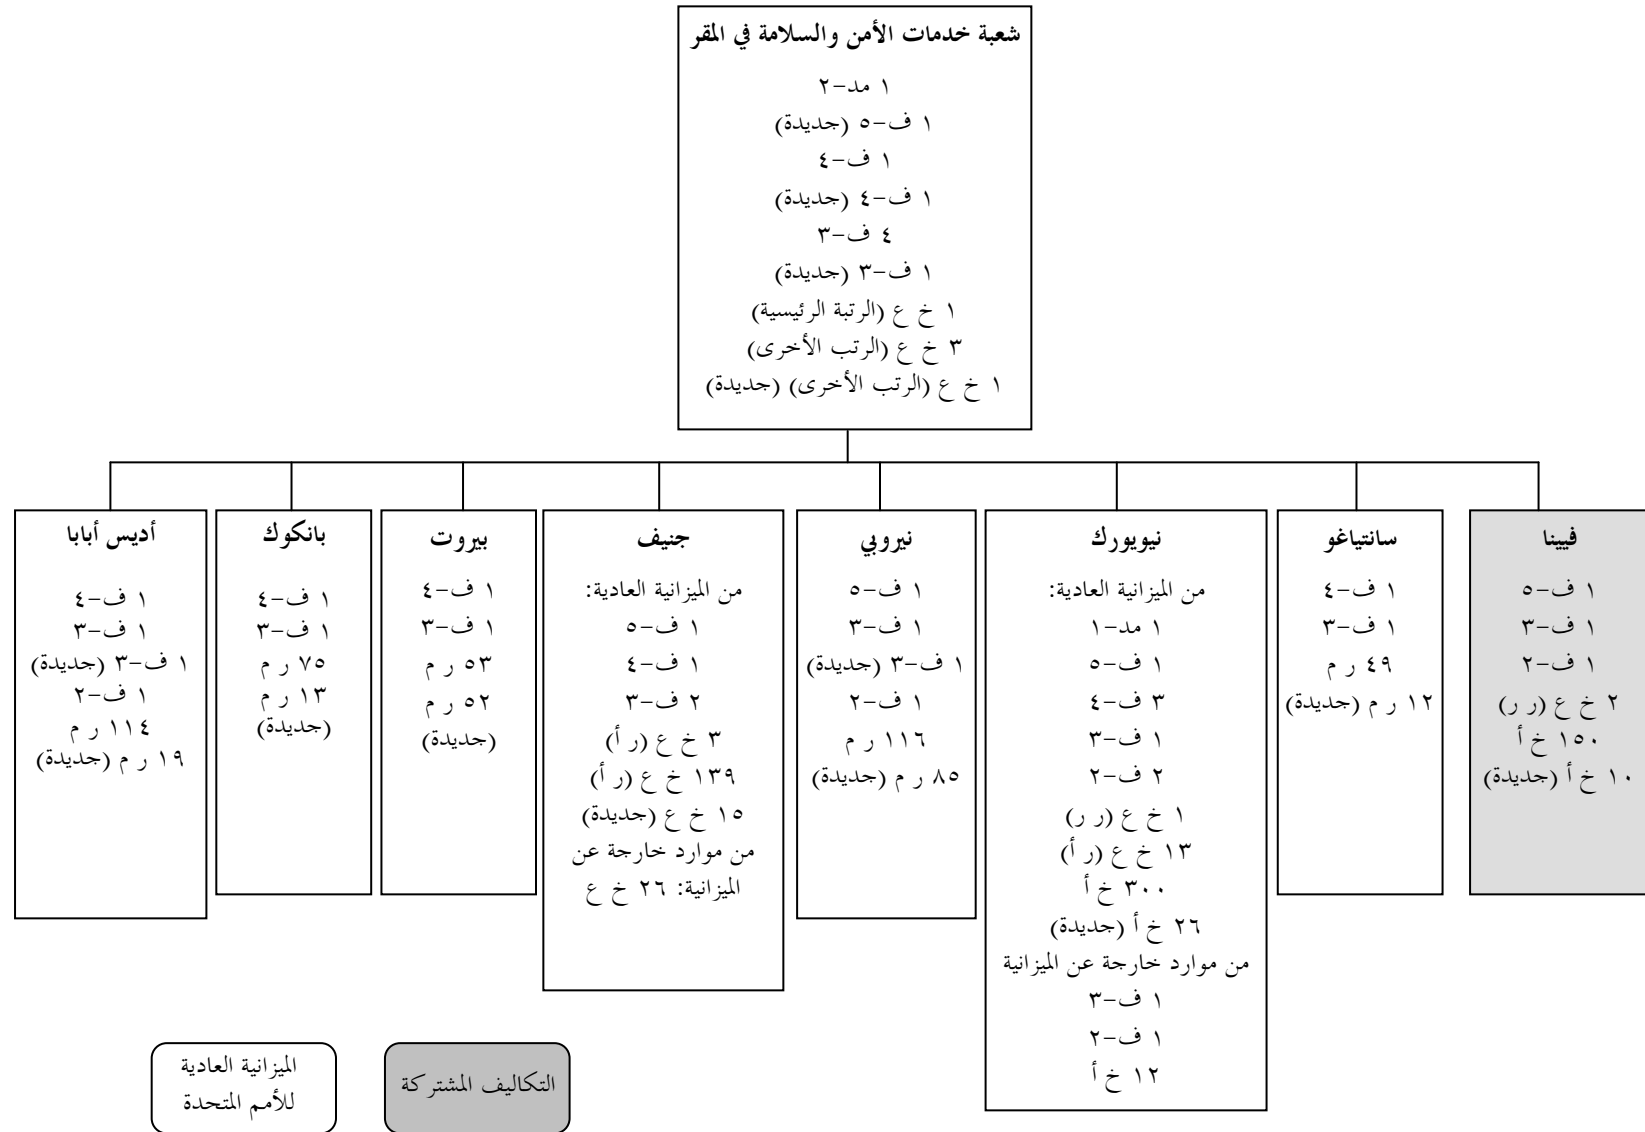 شعبة خدمات الأمن والسلامة في المقر
١ مد-٢
١ ف-٥ (جديدة)
١ ف-٤
١ ف-٤ (جديدة)
٤ ف-٣
١ ف-٣ (جديدة)
١ خ ع (الرتبة الرئيسية)
٣ خ ع (الرتب الأخرى)
١ خ ع (الرتب الأخرى) (جديدة)
فيينا
١ ف-٥
١ ف-٣
١ ف-٢
٢ خ ع (ر ر)
١٥٠ خ أ
١٠ خ أ (جديدة)
سانتياغو
١ ف-٤
١ ف-٣
٤٩ ر م
١٢ ر م (جديدة)
نيويورك
من الميزانية العادية:
١ مد-١
١ ف-٥
٣ ف-٤
١ ف-٣
٢ ف-٢
١ خ ع (ر ر)
١٣ خ ع (ر أ)
٣٠٠ خ أ
٢٦ خ أ (جديدة)
من موارد خارجة عن الميزانية
١ ف-٣
١ ف-٢
١٢ خ أ
نيروبي
١ ف-٥
١ ف-٣
١ ف-٣ (جديدة)
١ ف-٢
١١٦ ر م
٨٥ ر م (جديدة)
جنيف
من الميزانية العادية:
١ ف-٥
١ ف-٤
٢ ف-٣
٣ خ ع (ر أ)
١٣٩ خ ع (ر أ)
١٥ خ ع (جديدة)
من موارد خارجة عن
الميزانية: ٢٦ خ ع
بيروت
١ ف-٤
١ ف-٣
٥٣ ر م
٥٢ ر م
(جديدة)
بانكوك
١ ف-٤
١ ف-٣
٧٥ ر م
١٣ ر م
(جديدة)
أديس أبابا
١ ف-٤
١ ف-٣
١ ف-٣ (جديدة)
١ ف-٢
١١٤ ر م
١٩ ر م (جديدة)
التكاليف المشتركة
الميزانية العادية
للأمم المتحدة